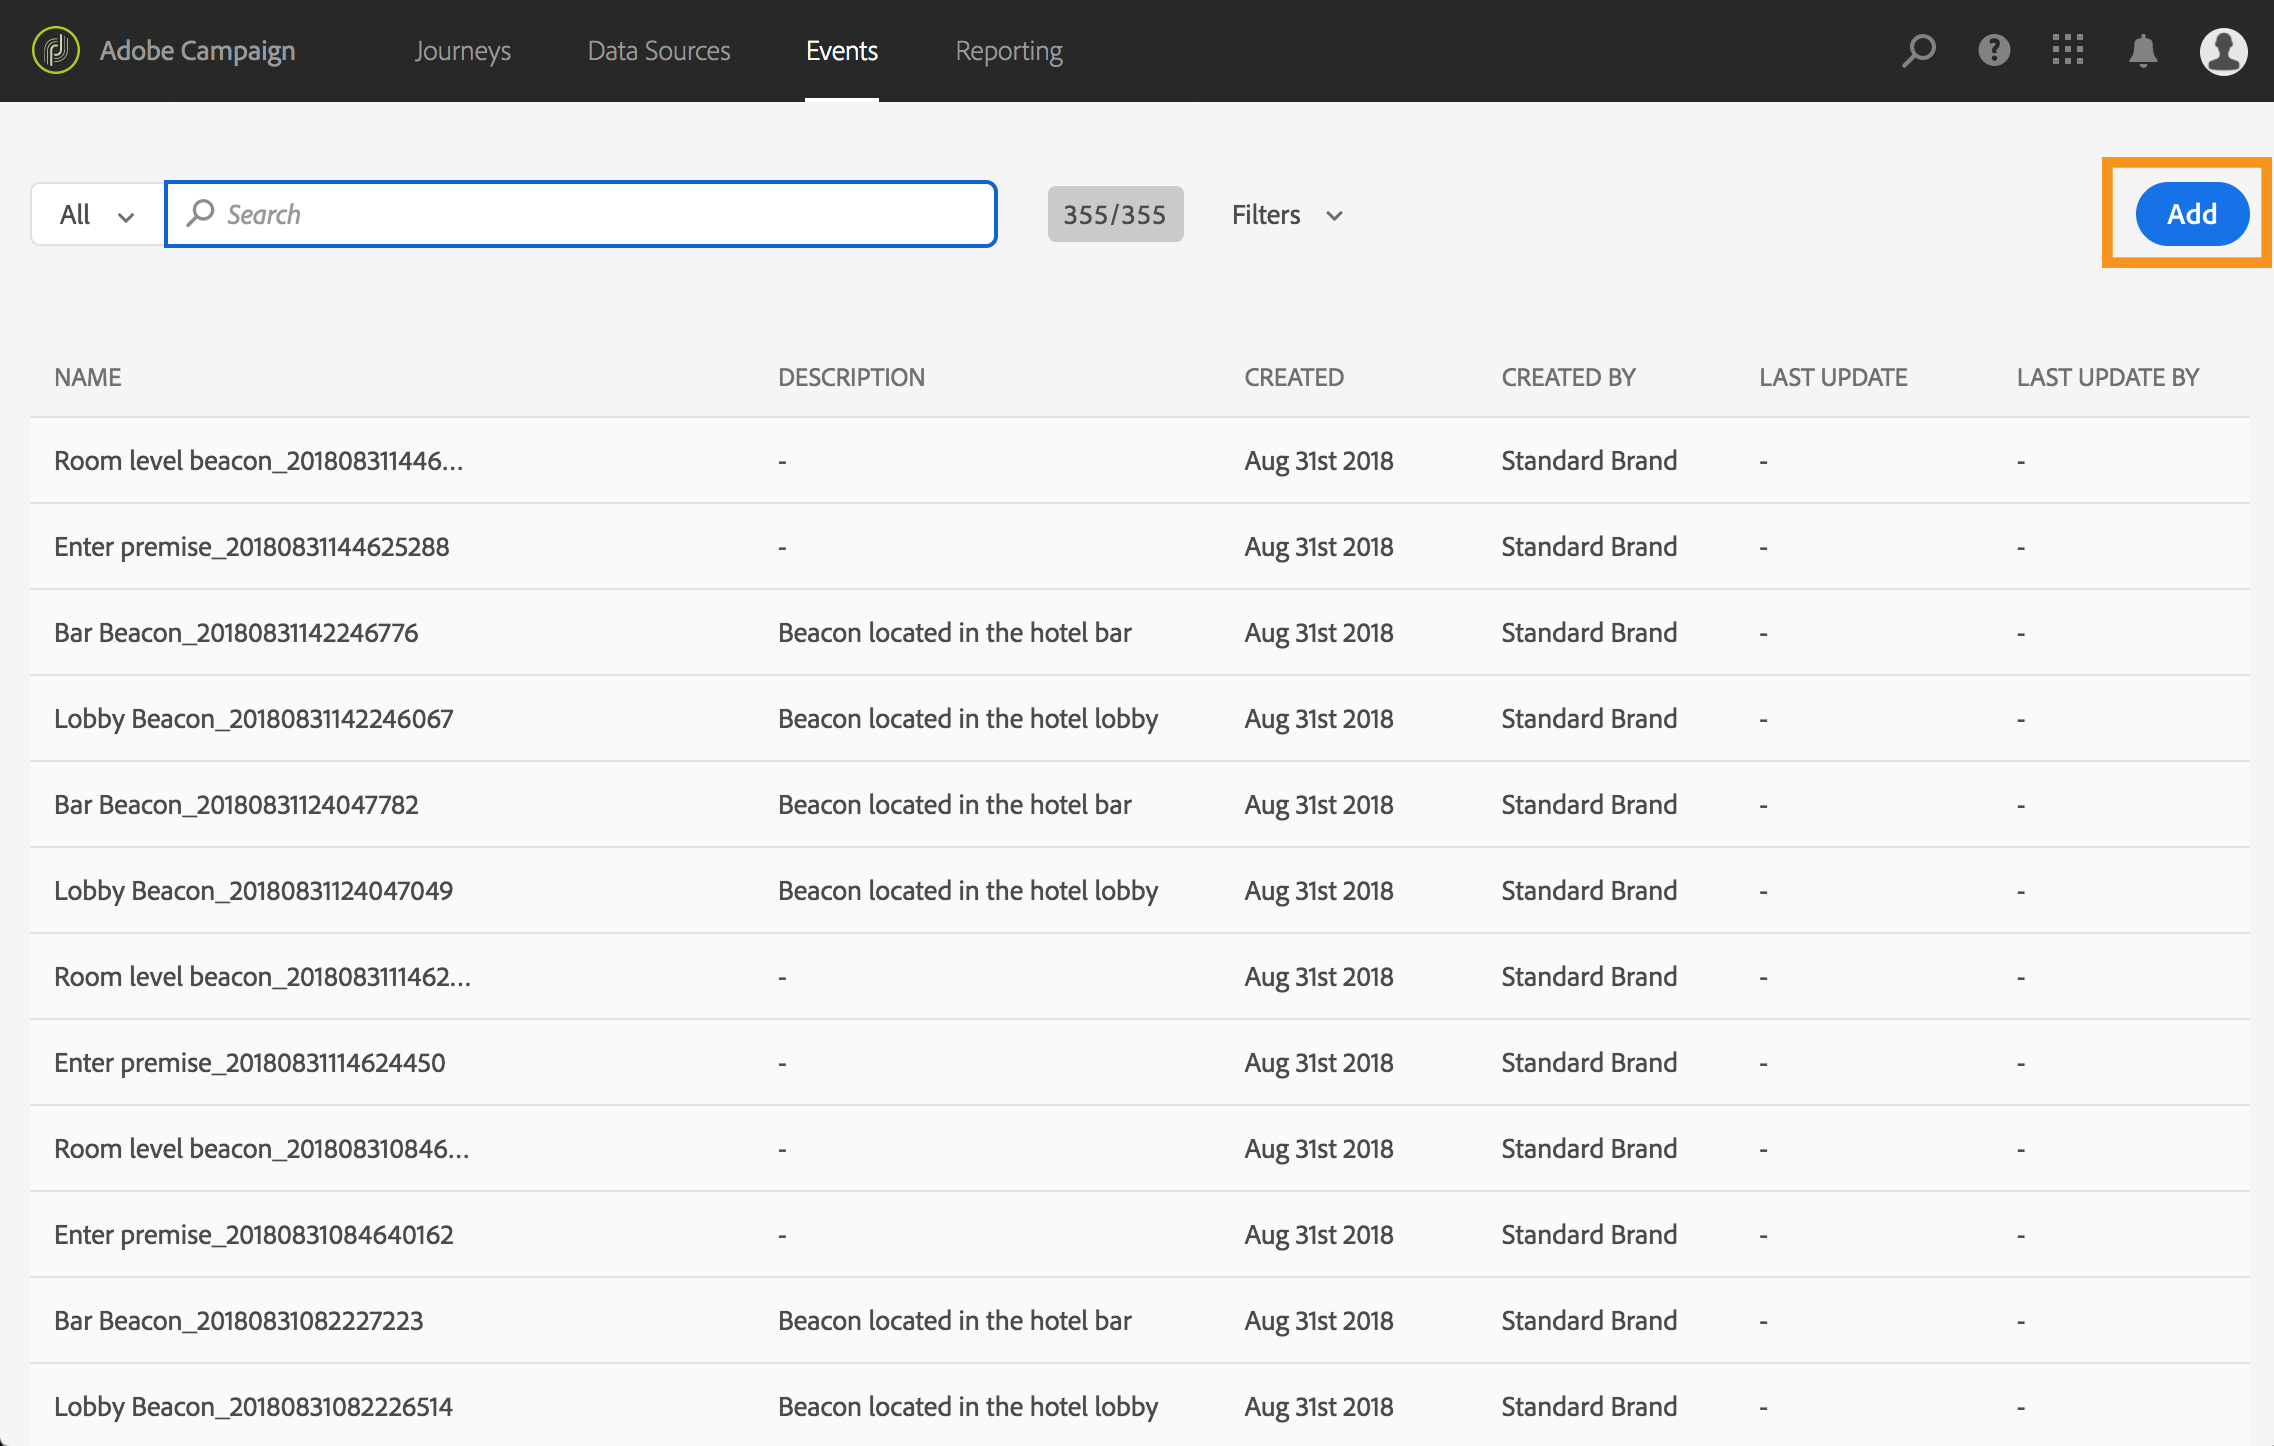 Adobe Campaign Journeys Data Sources Events Reporting
All Search 355/355 Filters Add
NAME DESCRIPTION CREATED CREATED BY LAST UPDATE LAST UPDATE BY
Room level beacon_201808311446... - Aug 31st 2018 Standard Brand - -
Enter premise_20180831144625288 - Aug 31st 2018 Standard Brand - -
Bar Beacon_20180831142246776 Beacon located in the hotel bar Aug 31st 2018 Standard Brand - -
Lobby Beacon_20180831142246067 Beacon located in the hotel lobby Aug 31st 2018 Standard Brand - -
Bar Beacon_20180831124047782 Beacon located in the hotel bar Aug 31st 2018 Standard Brand - -
Lobby Beacon_20180831124047049 Beacon located in the hotel lobby Aug 31st 2018 Standard Brand - -
Room level beacon_2018083111462... - Aug 31st 2018 Standard Brand - -
Enter premise_20180831114624450 - Aug 31st 2018 Standard Brand - -
Room level beacon_201808310846... - Aug 31st 2018 Standard Brand - -
Enter premise_20180831084640162 - Aug 31st 2018 Standard Brand - -
Bar Beacon_20180831082227223 Beacon located in the hotel bar Aug 31st 2018 Standard Brand - -
Lobby Beacon_20180831082226514 Beacon located in the hotel lobby Aug 31st 2018 Standard Brand - -